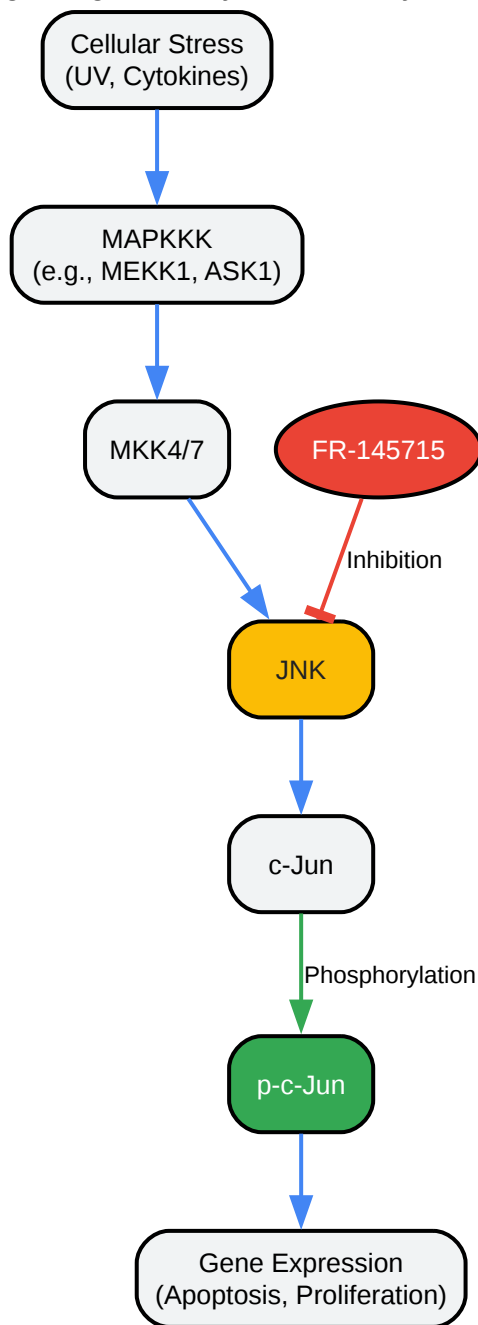 Cellular Stress
(UV, Cytokines)
MAPKKK
(e.g., MEKK1, ASK1)
MKK4/7
FR-145715
Inhibition
JNK
c-Jun
Phosphorylation
p-c-Jun
Gene Expression
(Apoptosis, Proliferation)